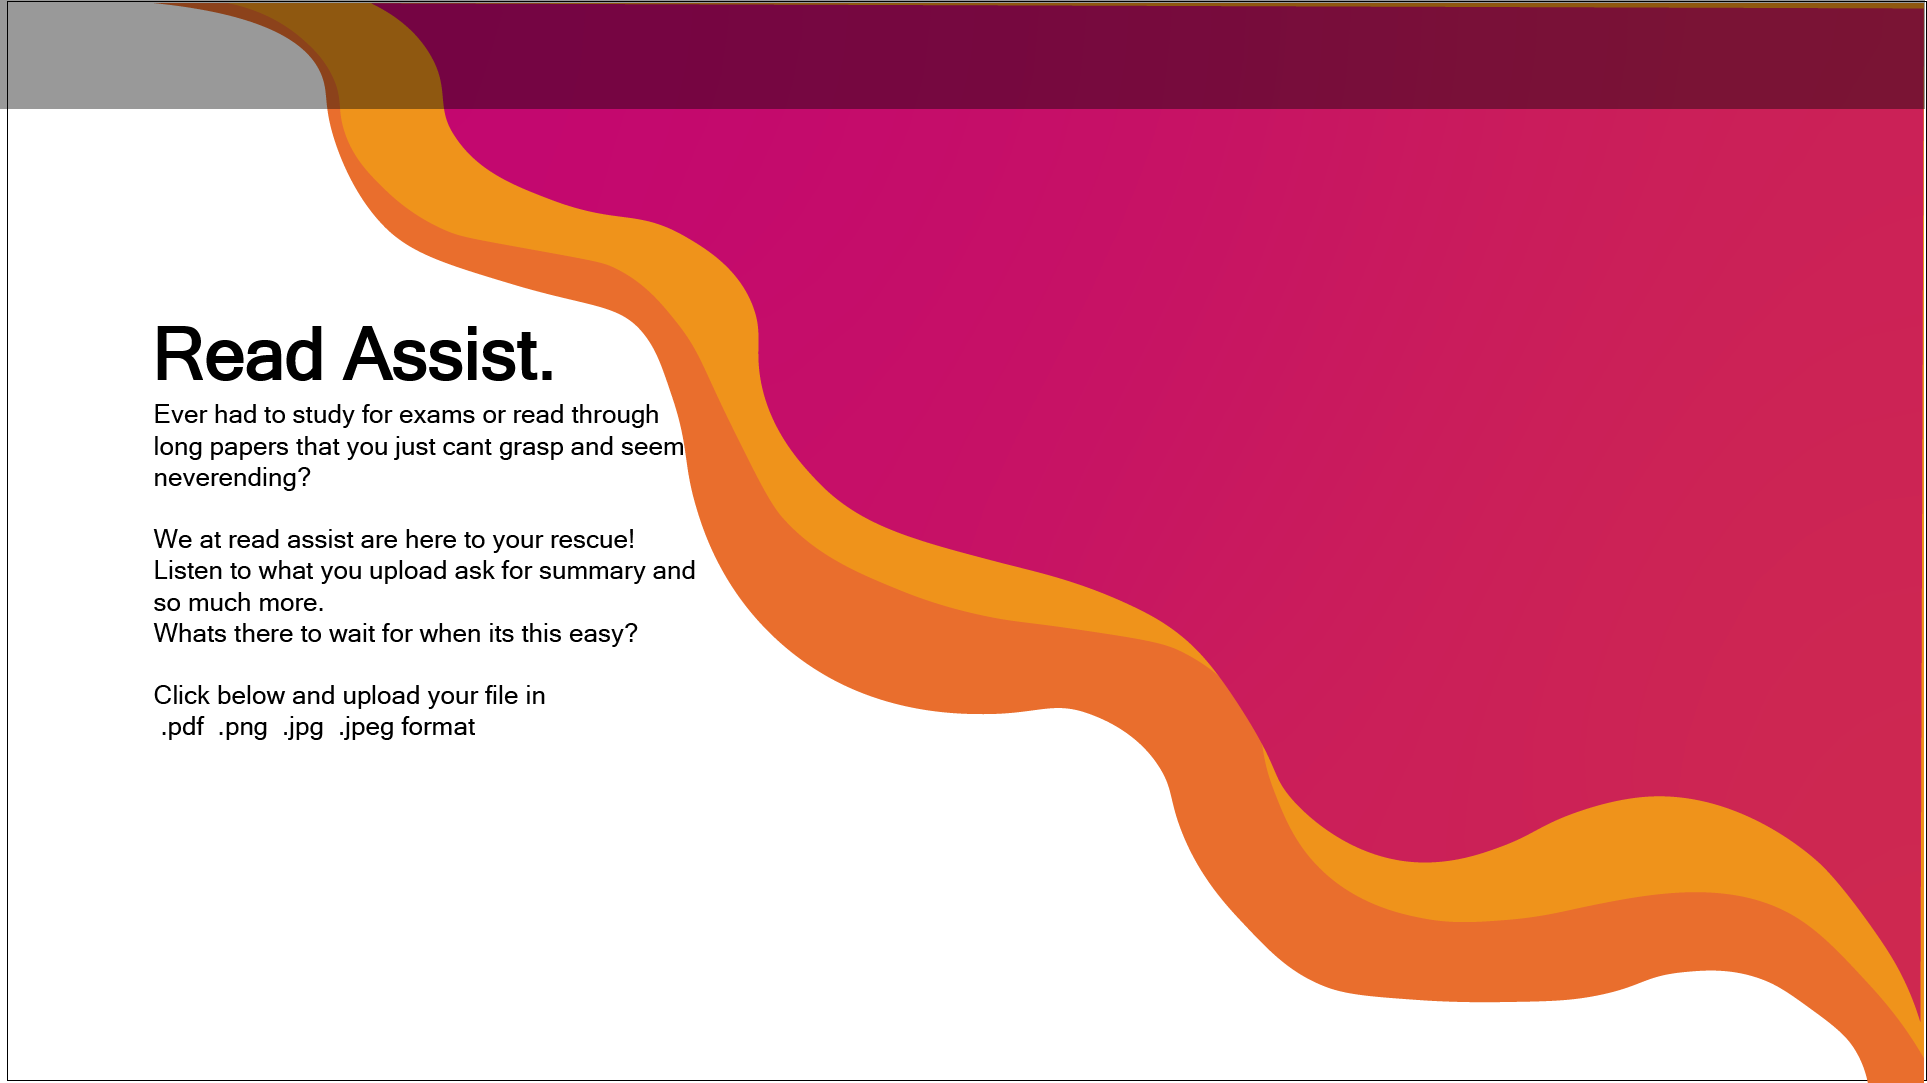 Read Assist.
Ever had to study for exams or read through
long papers that you just cant grasp and seem
neverending?
We at read assist are here to your rescue!
Listen to what you upload ask for summary and
so much more.
Whats there to wait for when its this easy?
Click below and upload your file in
.pdf .png .jpg .jpeg format